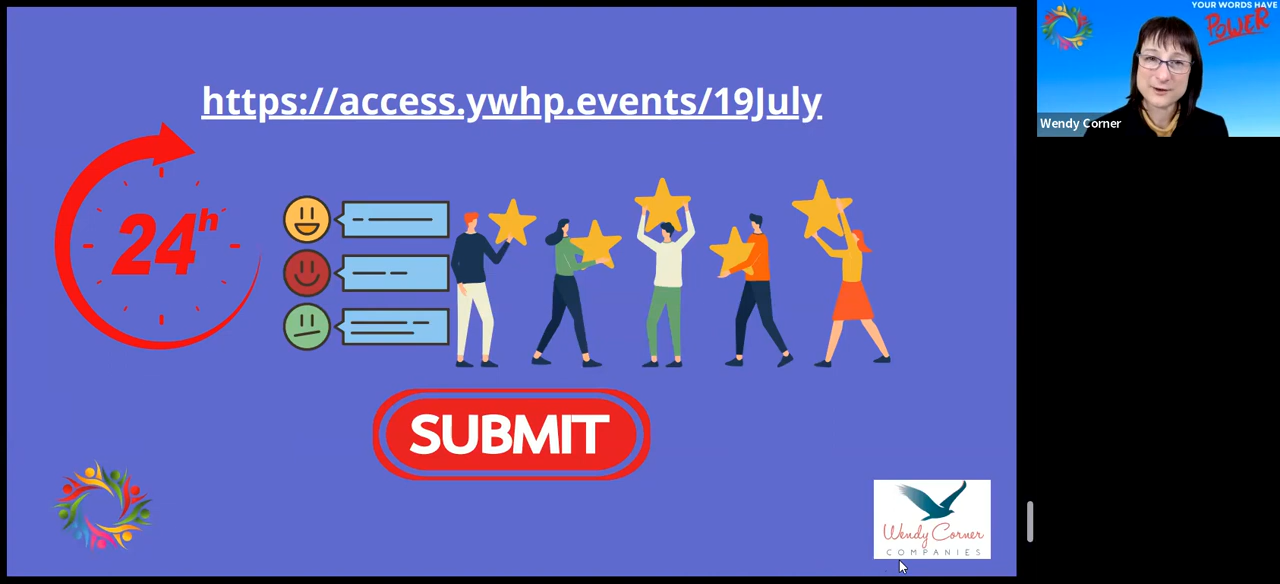 https://access.ywhp.events/19July
24h
SUBMIT
Wendy Corner
COMPANIES
YOUR WORDS HAVE
POWER
Wendy Corner